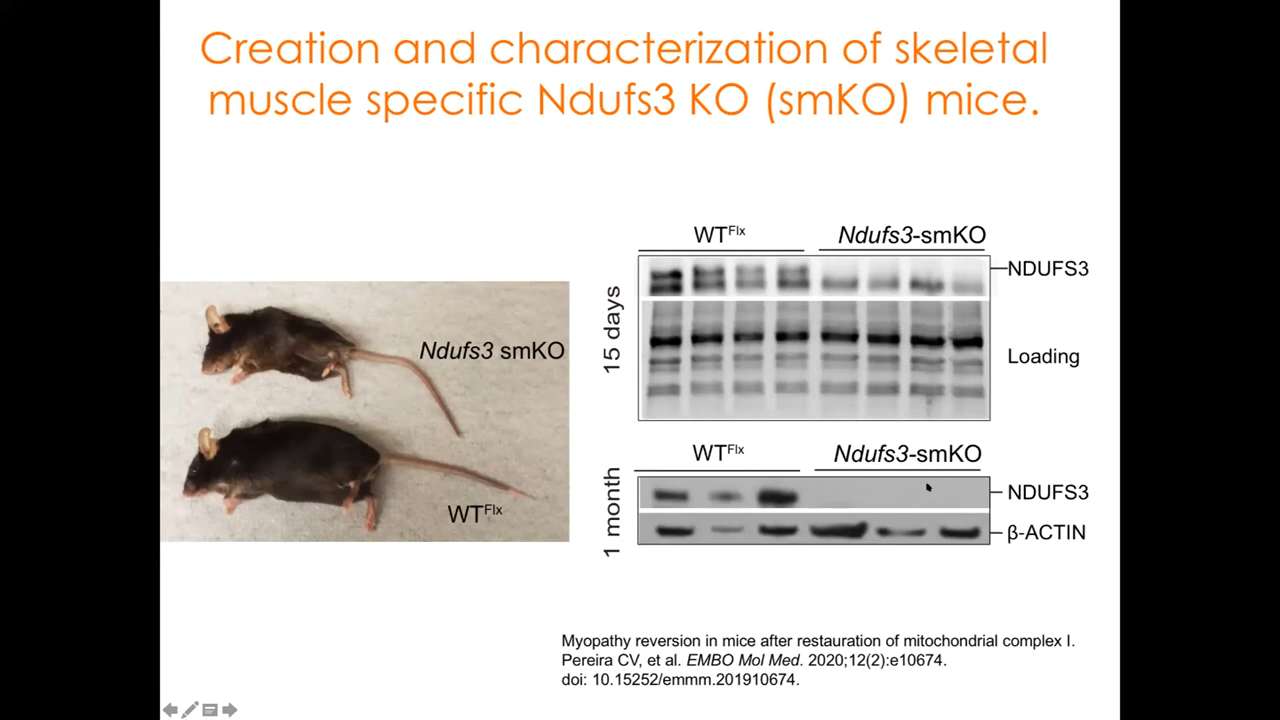 Creation and characterization of skeletal
muscle specific Ndufs3 KO (smKO) mice.
Ndufs3 smKO
WTFlx
15 days
WTFlx
Ndufs3-smKO
NDUFS3
Loading
1 month
WTFlx
Ndufs3-smKO
NDUFS3
β-ACTIN
Myopathy reversion in mice after restauration of mitochondrial complex I.
Pereira CV, et al. EMBO Mol Med. 2020;12(2):e10674.
doi: 10.15252/emmm.201910674.